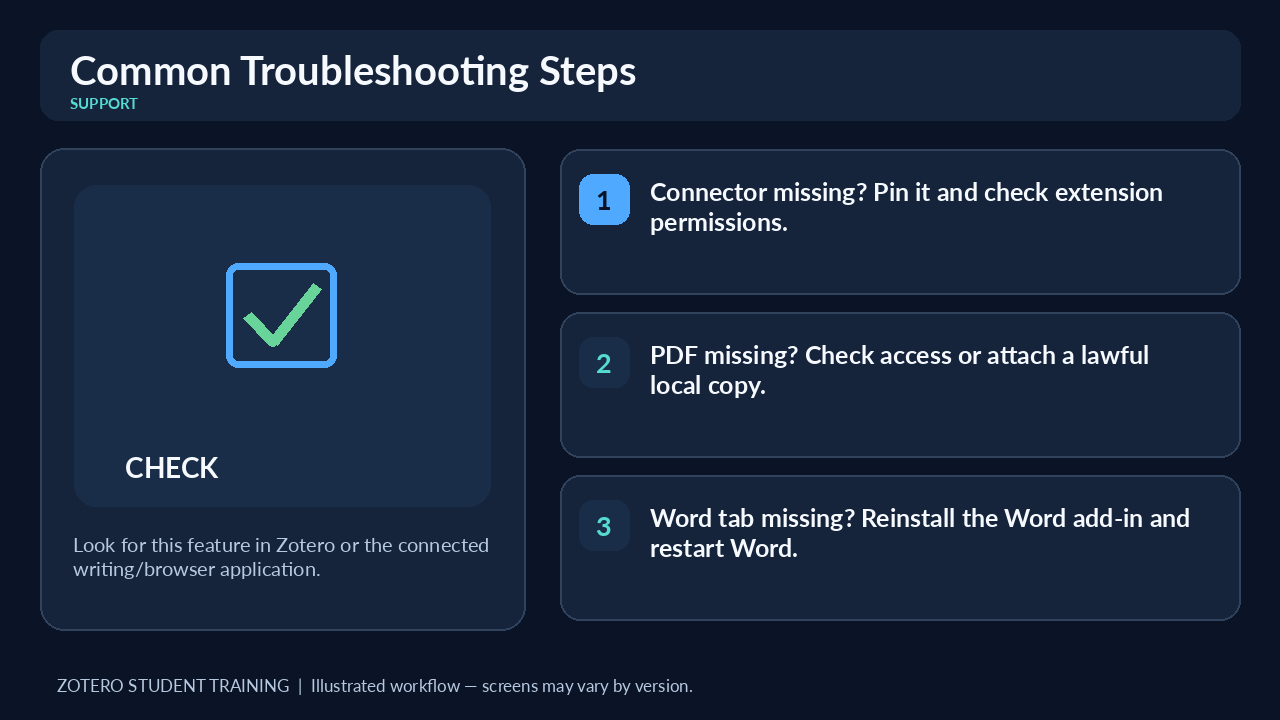 Common Troubleshooting Steps
SUPPORT
CHECK
Look for this feature in Zotero or the connected
writing/browser application.
1
Connector missing? Pin it and check extension
permissions.
2
PDF missing? Check access or attach a lawful
local copy.
3
Word tab missing? Reinstall the Word add-in and
restart Word.
ZOTERO STUDENT TRAINING | Illustrated workflow — screens may vary by version.